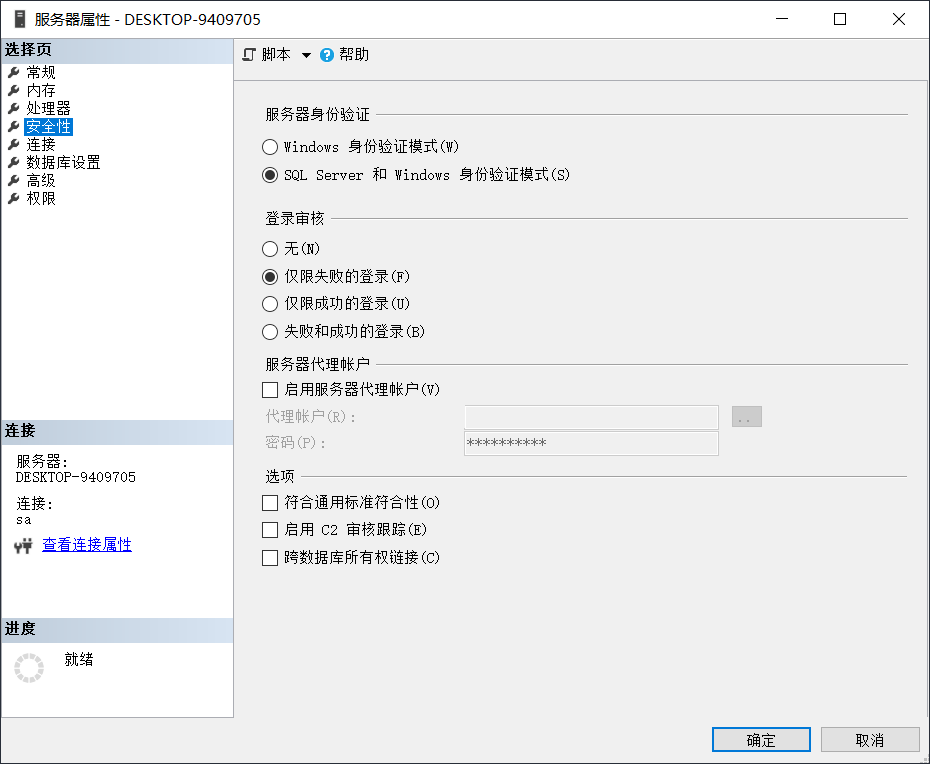 服务器属性 - DESKTOP-9409705
选择页
常规
内存
处理器
安全性
连接
数据库设置
高级
权限
连接
服务器:
DESKTOP-9409705
连接:
sa
查看连接属性
进度
就绪
脚本 帮助
服务器身份验证
Windows 身份验证模式(W)
SQL Server 和 Windows 身份验证模式(S)
登录审核
无(N)
仅限失败的登录(F)
仅限成功的登录(U)
失败和成功的登录(B)
服务器代理帐户
启用服务器代理帐户(V)
代理帐户(R):
..
密码(P): **********
选项
符合通用标准符合性(O)
启用 C2 审核跟踪(E)
跨数据库所有权链接(C)
确定 取消